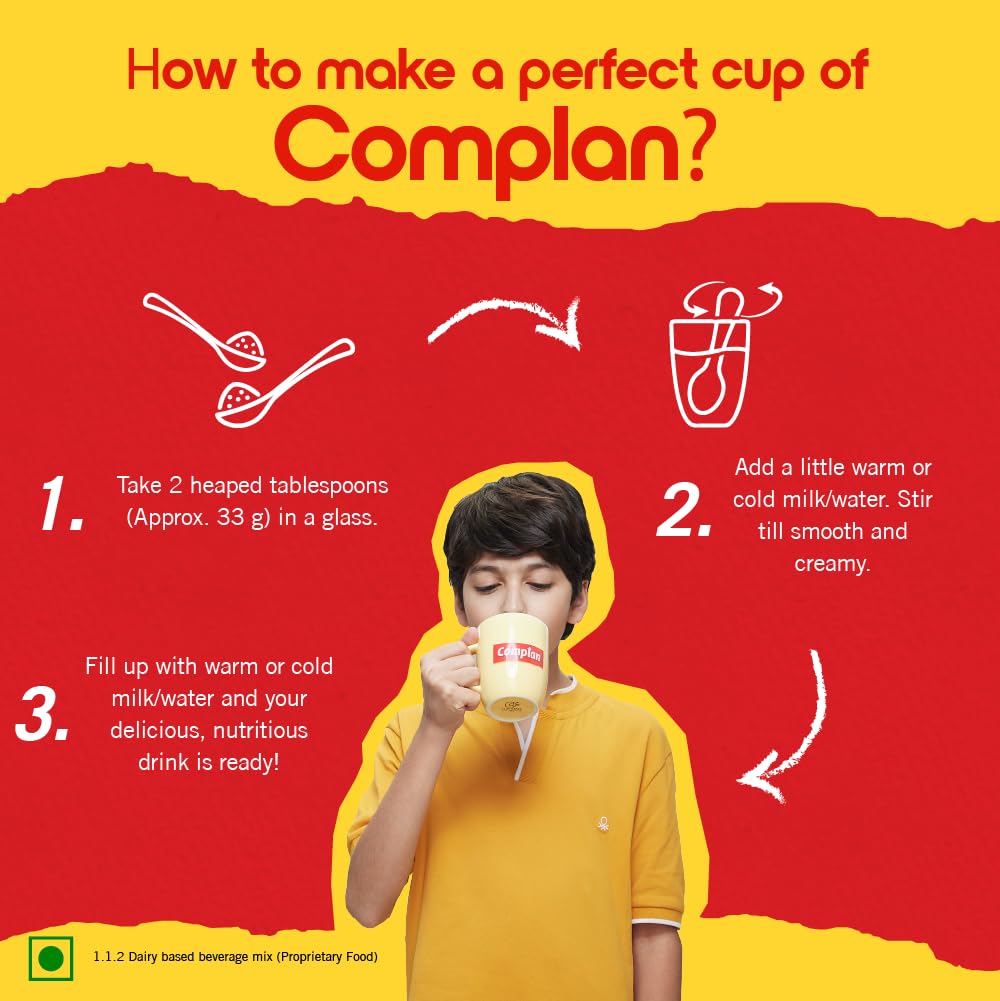 How to make a perfect cup of
Complan?
1.
Take 2 heaped tablespoons
(Approx. 33 g) in a glass.
2.
Add a little warm or
cold milk/water. Stir
till smooth and
creamy.
3.
Fill up with warm or cold
milk/water and your
delicious, nutritious
drink is ready!
Complan
1.1.2 Dairy based beverage mix (Proprietary Food)